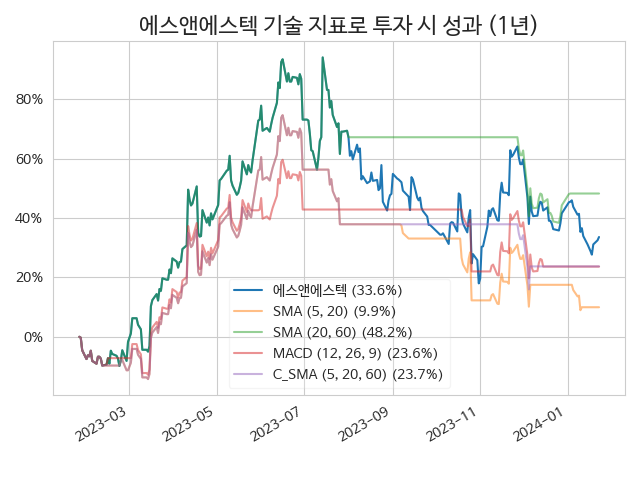 에스앤에스텍 기술 지표로 투자 시 성과 (1년)
80%
60%
40%
20%
0%
에스앤에스텍 (33.6%)
SMA (5, 20) (9.9%)
SMA (20, 60) (48.2%)
MACD (12, 26, 9) (23.6%)
C_SMA (5, 20, 60) (23.7%)
2023-03
2023-05
2023-07
2023-09
2023-11
2024-01